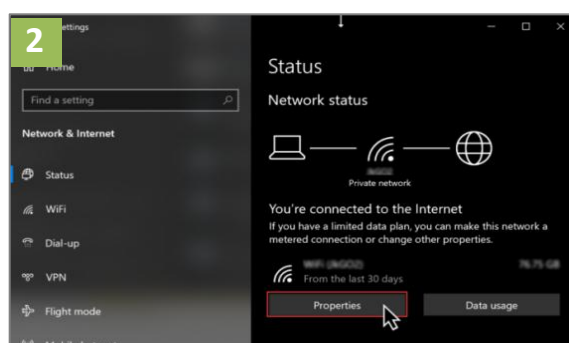 2
ettings
Home
Find a setting
Network & Internet
Status
WiFi
Dial-up
VPN
Flight mode
Status
Network status
Private network
You're connected to the Internet
If you have a limited data plan, you can make this network a
metered connection or change other properties.
From the last 30 days
Properties
Data usage